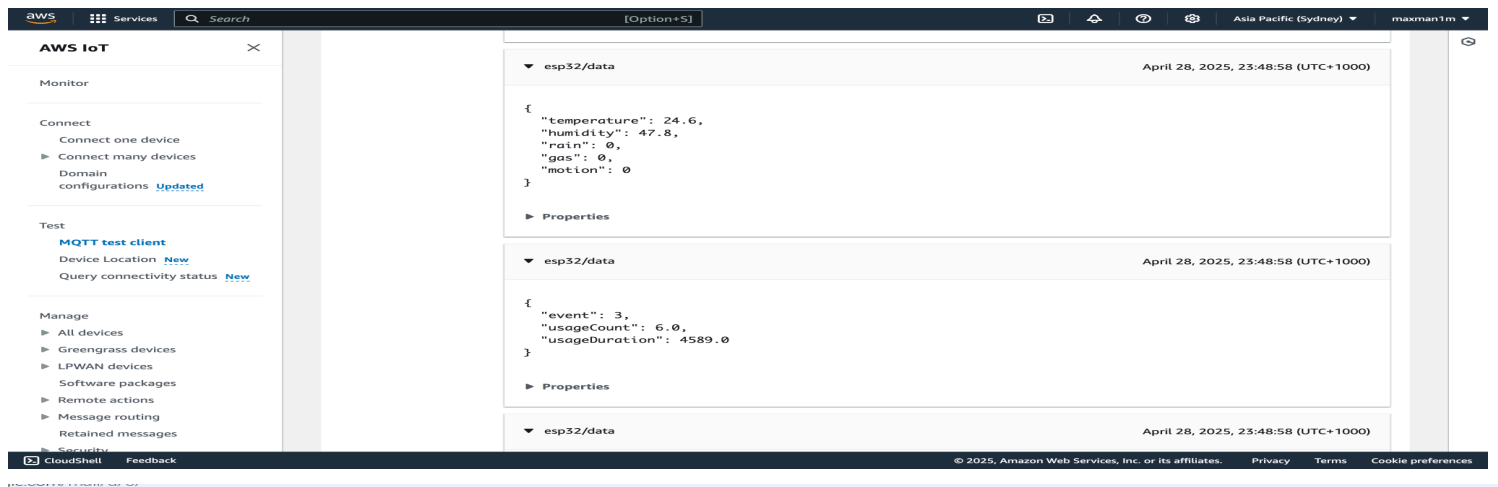 aws
Services
Search
[Option+S]
Asia Pacific (Sydney)
maxman1m
AWS IoT
Monitor
Connect
Connect one device
Connect many devices
Domain
configurations Updated
Test
MQTT test client
Device Location New
Query connectivity status New
Manage
All devices
Greengrass devices
LPWAN devices
Software packages
Remote actions
Message routing
Retained messages
Security
esp32/data
April 28, 2025, 23:48:58 (UTC+1000)
{
"temperature": 24.6,
"humidity": 47.8,
"rain": 0,
"gas": 0,
"motion": 0
}
Properties
esp32/data
April 28, 2025, 23:48:58 (UTC+1000)
{
"event": 3,
"usageCount": 6.0,
"usageDuration": 4589.0
}
Properties
esp32/data
April 28, 2025, 23:48:58 (UTC+1000)
CloudShell
Feedback
© 2025, Amazon Web Services, Inc. or its affiliates.
Privacy
Terms
Cookie preferences